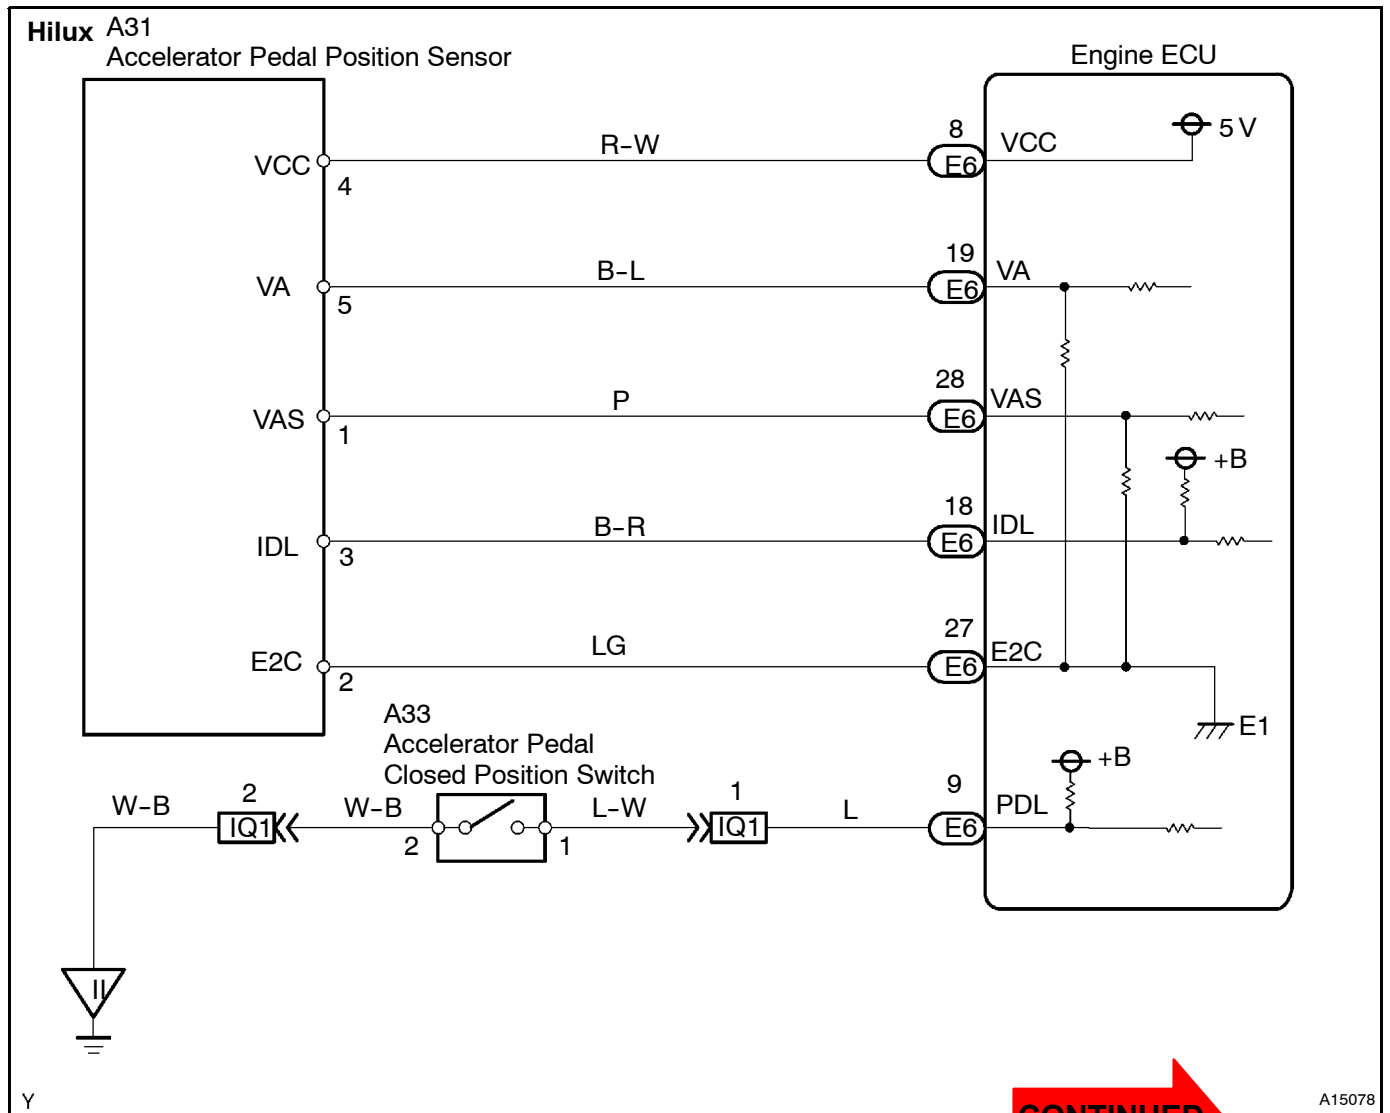 Hilux A31
Accelerator Pedal Position Sensor
Engine ECU
5 V
VCC
4
R-W
8
E6
VCC
VA
5
B-L
19
E6
VA
VAS
1
P
28
E6
VAS
+B
IDL
3
B-R
18
E6
IDL
E2C
2
LG
27
E6
E2C
E1
A33
Accelerator Pedal
Closed Position Switch
+B
W-B
2
IQ1
W-B
2
1
L-W
1
IQ1
L
9
E6
PDL
II
CONTINUED
Y
A15078